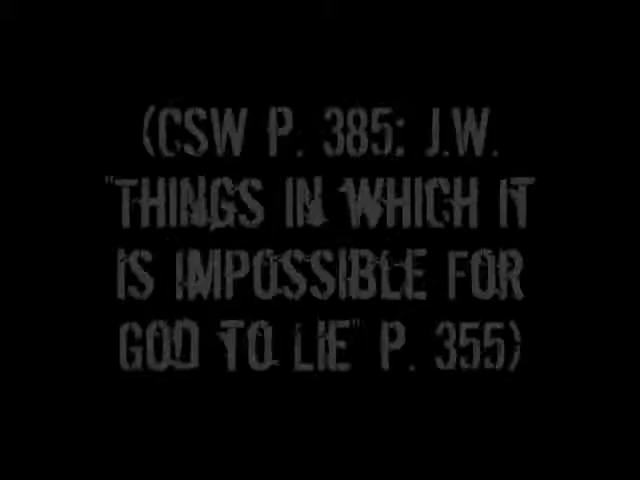 (CSW P. 385: J.W.
"THINGS IN WHICH IT
IS IMPOSSIBLE FOR
GOD TO LIE" P. 355)